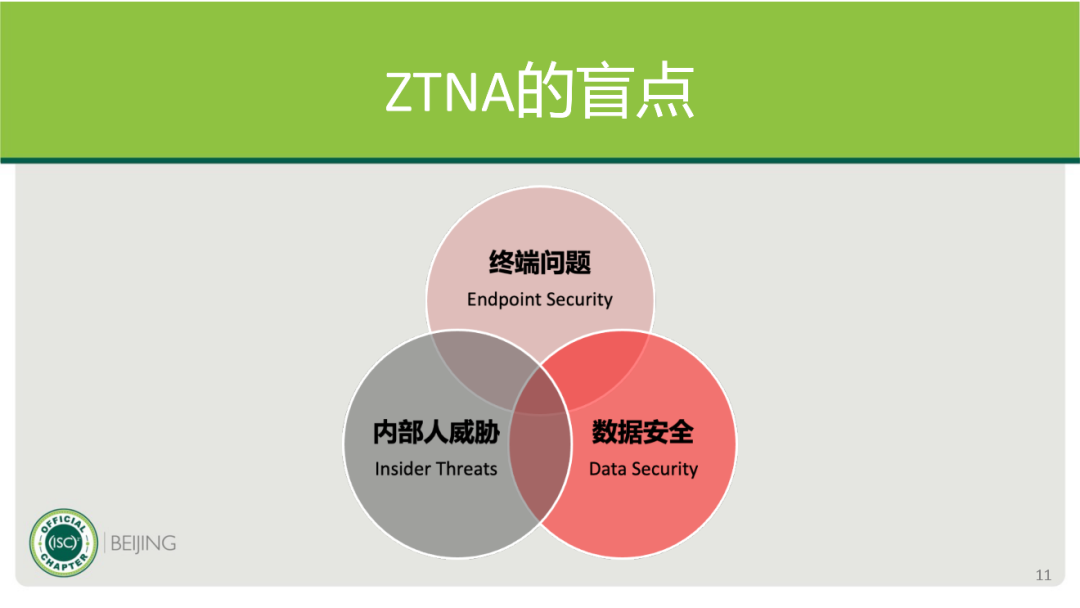 ZTNA的盲点
终端问题
Endpoint Security
内部人威胁
Insider Threats
数据安全
Data Security
OFFICIAL
(ISC)²
CHAPTER
BEIJING
11